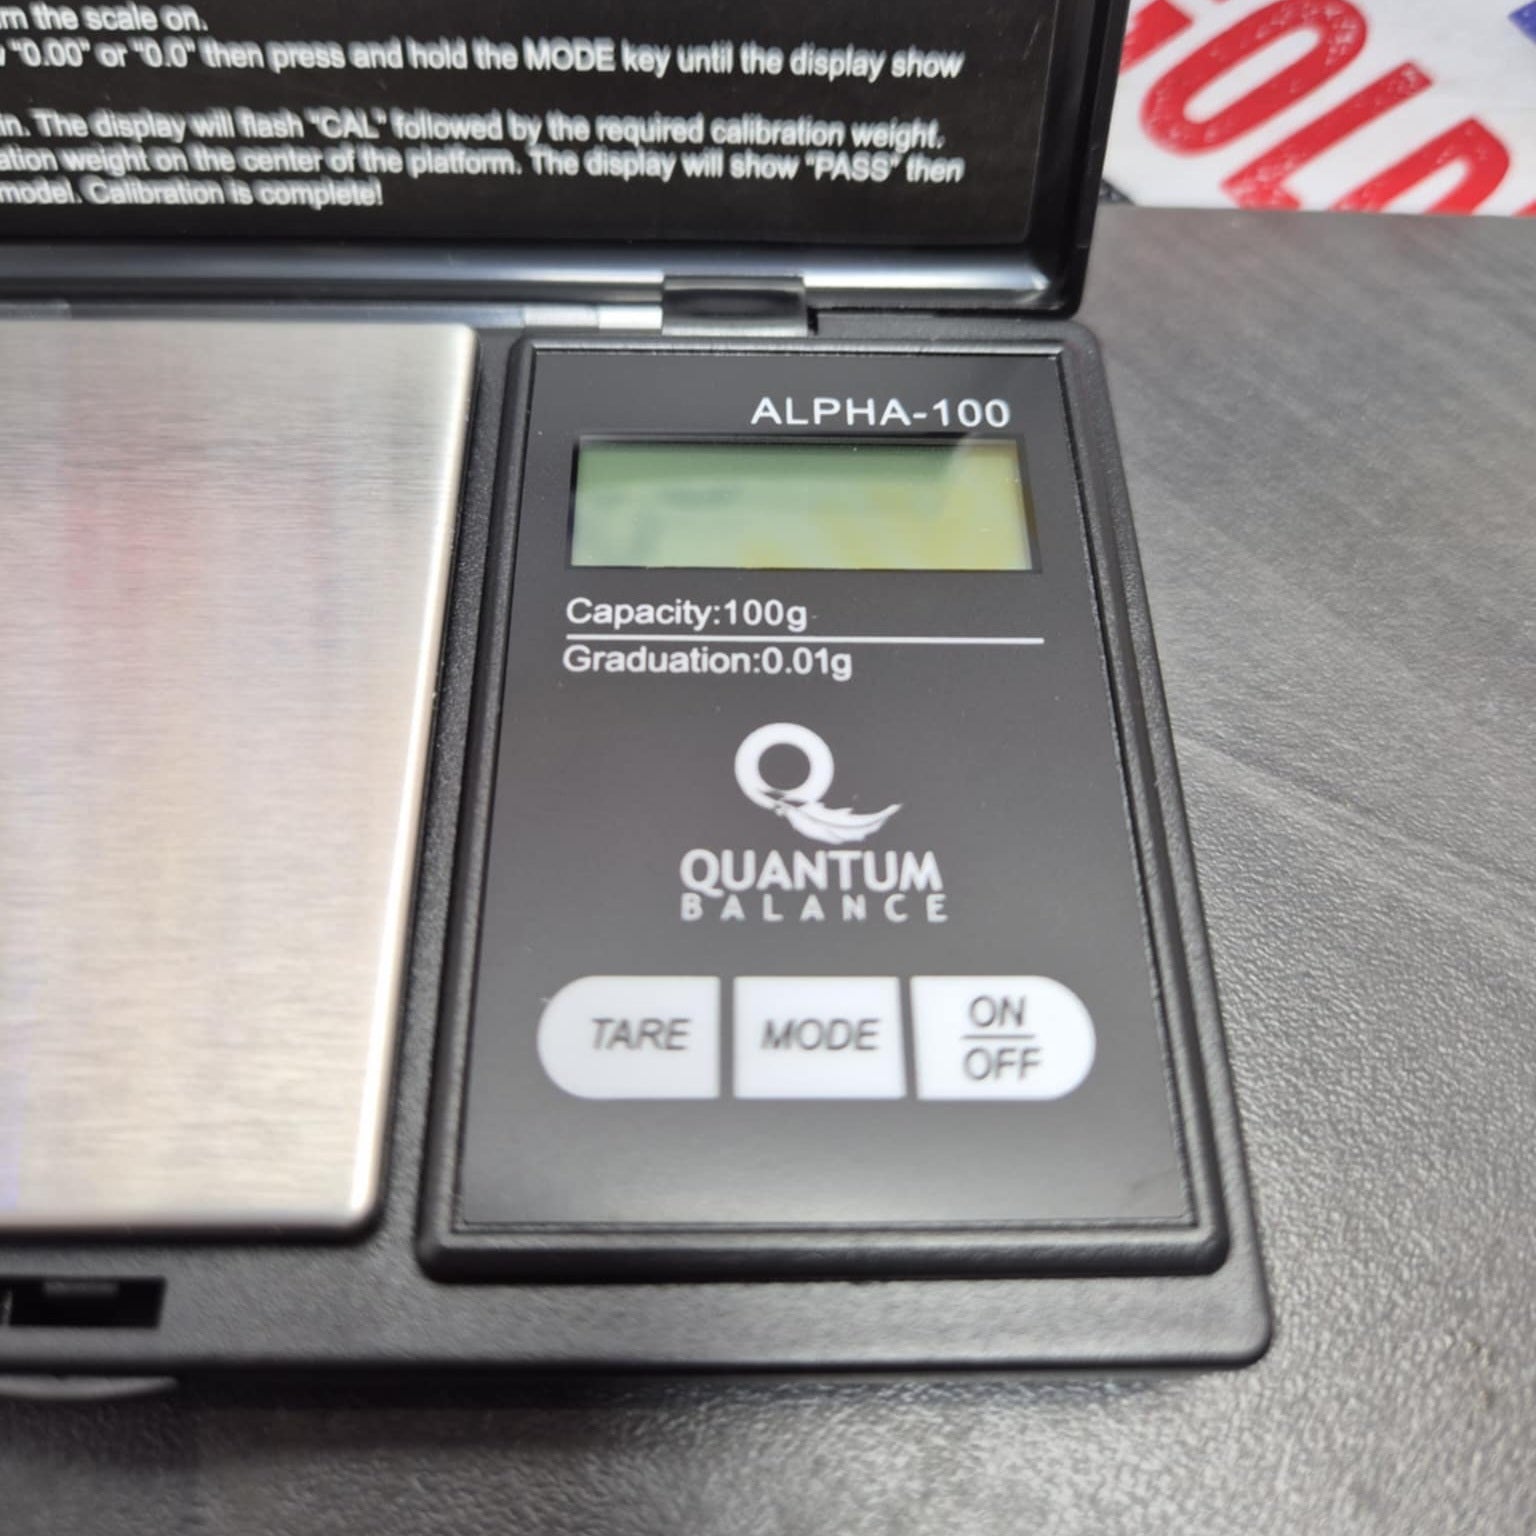 the scale on.
"0.00" or "0.0" then press and hold the MODE key until the display show
in. The display will flash "CAL" followed by the required calibration weight.
weight on the center of the platform. The display will show "PASS" then
model. Calibration is complete!
GOLD
ALPHA-100
Capacity:100g
Graduation:0.01g
QUANTUM
BALANCE
TARE MODE ON
OFF